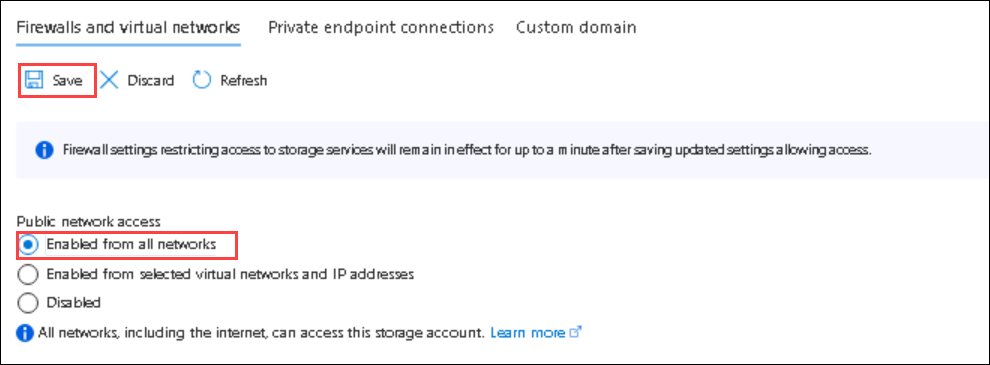 Firewalls and virtual networks Private endpoint connections Custom domain
Save Discard Refresh
Firewall settings restricting access to storage services will remain in effect for up to a minute after saving updated settings allowing access.
Public network access
Enabled from all networks
Enabled from selected virtual networks and IP addresses
Disabled
All networks, including the internet, can access this storage account. Learn more